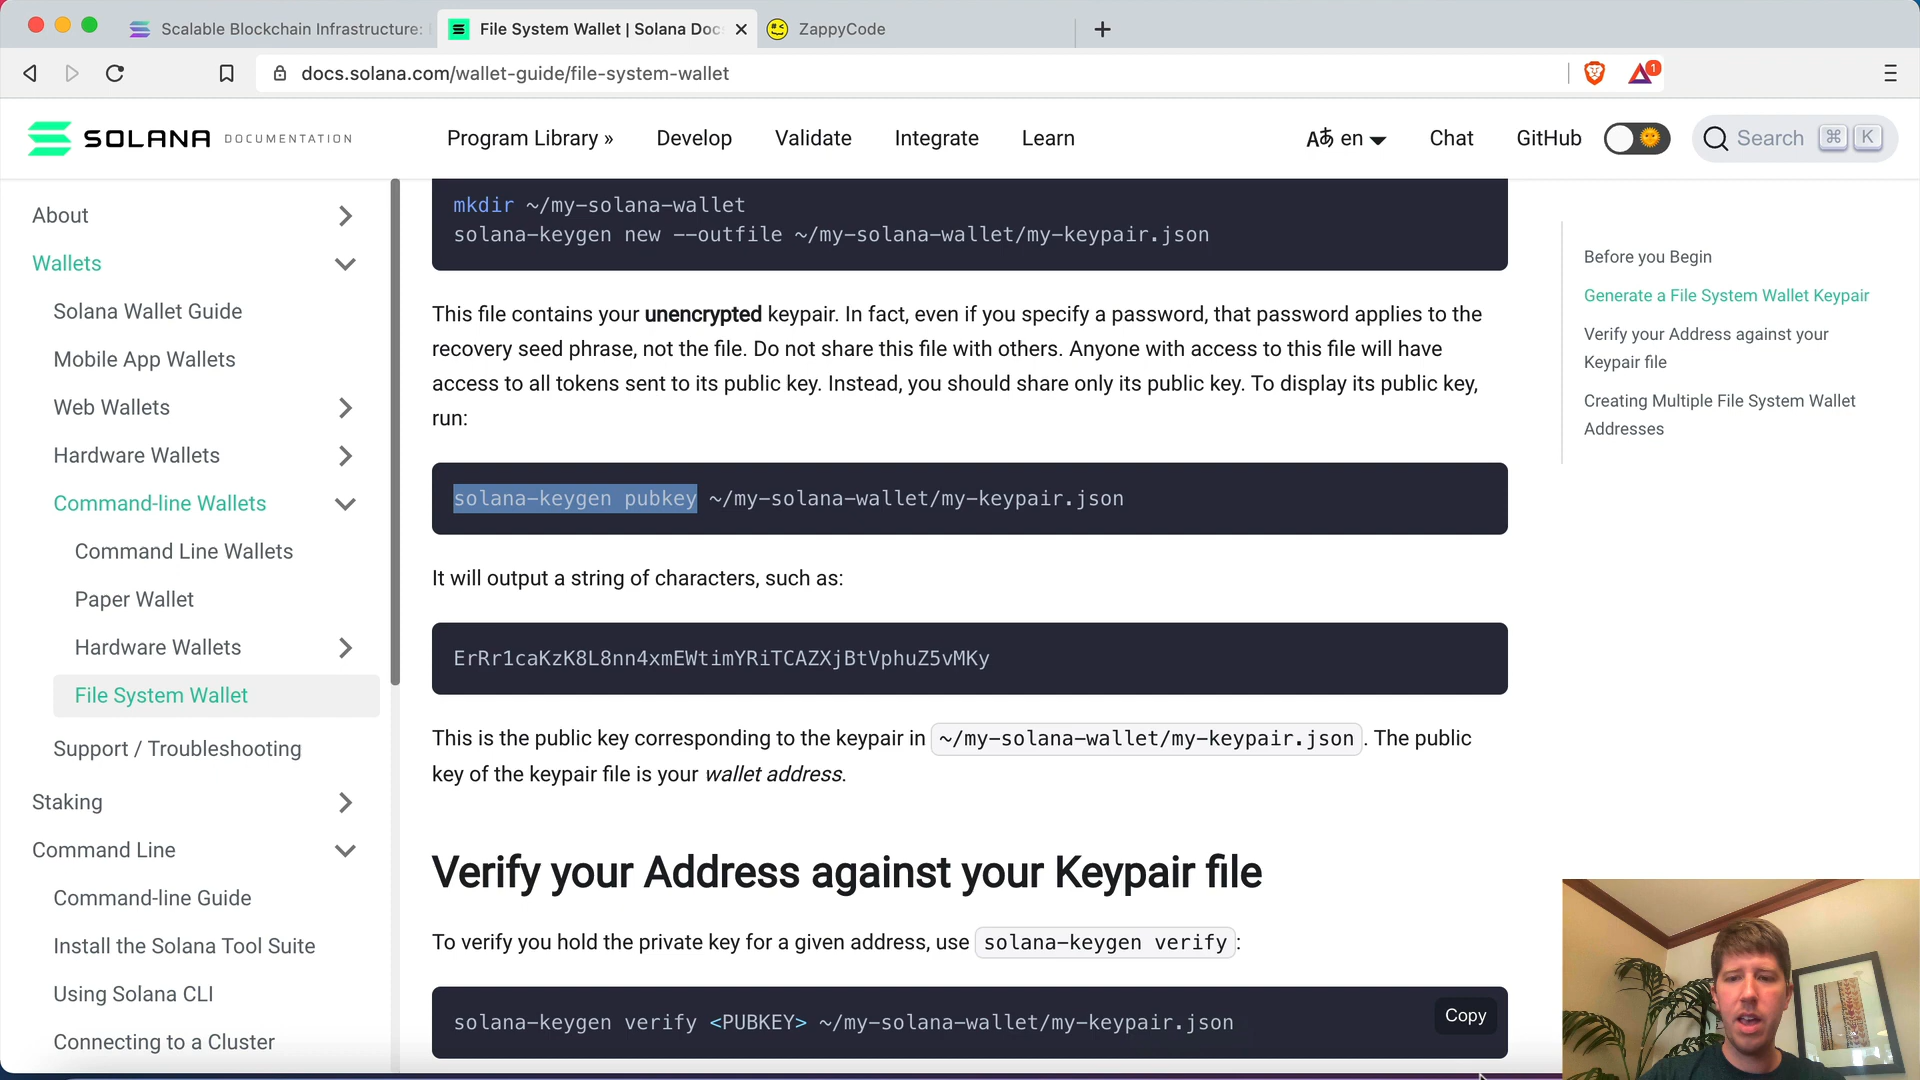 Scalable Blockchain Infrastructure:
File System Wallet | Solana Doc
ZappyCode
docs.solana.com/wallet-guide/file-system-wallet
1
SOLANA DOCUMENTATION
Program Library »
Develop
Validate
Integrate
Learn
en
Chat
GitHub
Search ⌘ K
About
Wallets
Solana Wallet Guide
Mobile App Wallets
Web Wallets
Hardware Wallets
Command-line Wallets
Command Line Wallets
Paper Wallet
Hardware Wallets
File System Wallet
Support / Troubleshooting
Staking
Command Line
Command-line Guide
Install the Solana Tool Suite
Using Solana CLI
Connecting to a Cluster
mkdir ~/my-solana-wallet
solana-keygen new --outfile ~/my-solana-wallet/my-keypair.json
This file contains your unencrypted keypair. In fact, even if you specify a password, that password applies to the
recovery seed phrase, not the file. Do not share this file with others. Anyone with access to this file will have
access to all tokens sent to its public key. Instead, you should share only its public key. To display its public key,
run:
solana-keygen pubkey ~/my-solana-wallet/my-keypair.json
It will output a string of characters, such as:
ErRr1caKzK8L8nn4xmEWtimYRiTCAZXjBtVphuZ5vMKy
This is the public key corresponding to the keypair in ~/my-solana-wallet/my-keypair.json. The public
key of the keypair file is your wallet address.
Verify your Address against your Keypair file
To verify you hold the private key for a given address, use solana-keygen verify:
solana-keygen verify <PUBKEY> ~/my-solana-wallet/my-keypair.json
Copy
Before you Begin
Generate a File System Wallet Keypair
Verify your Address against your
Keypair file
Creating Multiple File System Wallet
Addresses